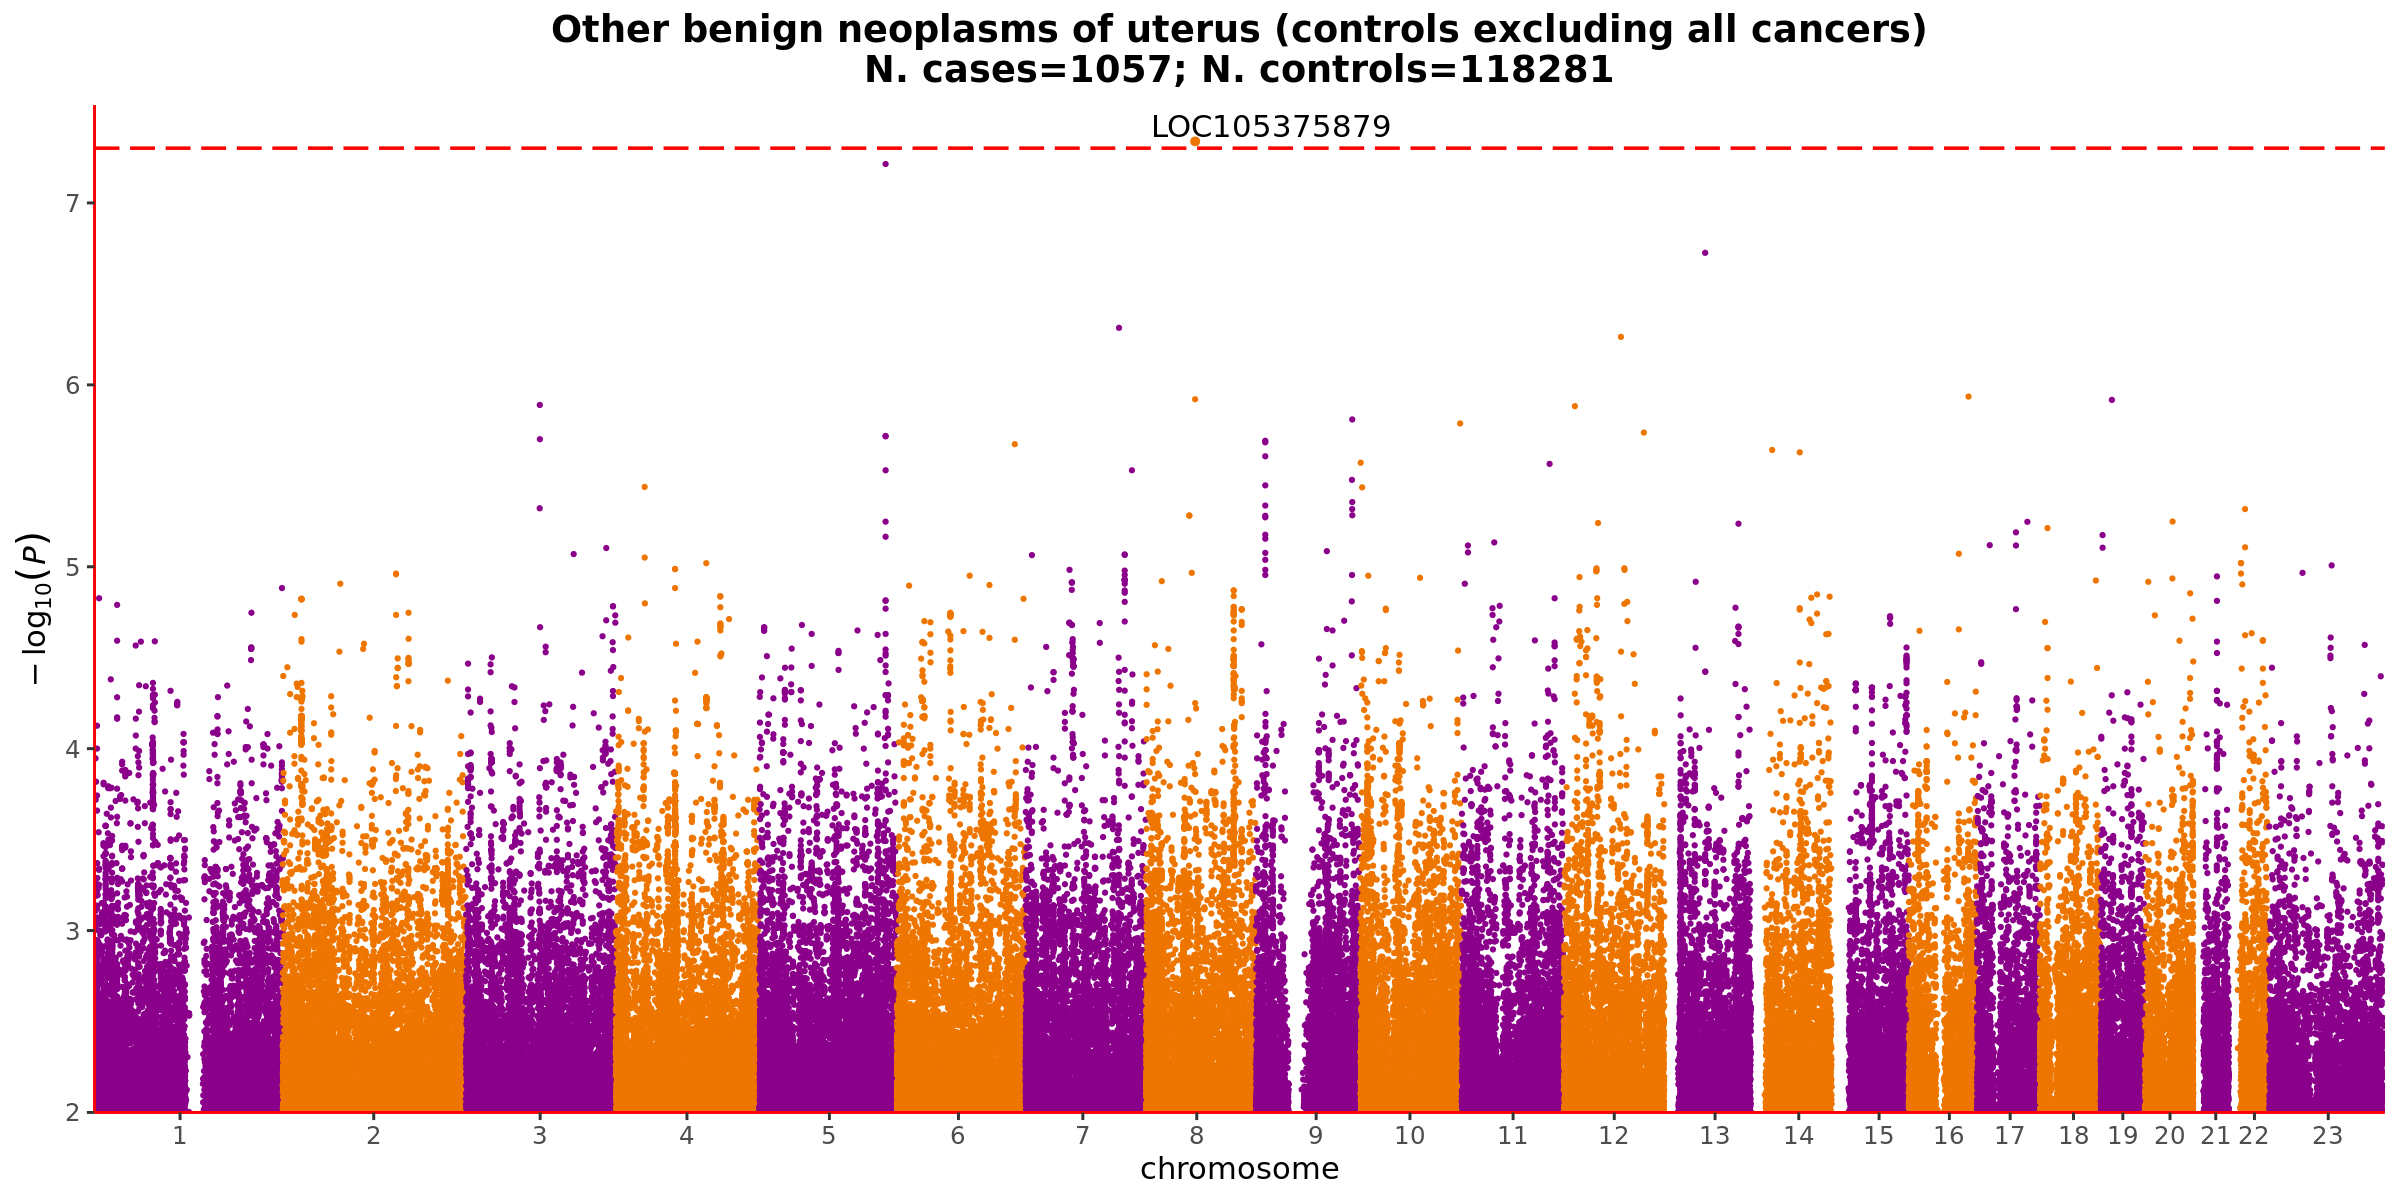 Other benign neoplasms of uterus (controls excluding all cancers)
N. cases=1057; N. controls=118281
LOC105375879
7
6
5
4
3
2
−log10(P)
1 2 3 4 5 6 7 8 9 10 11 12 13 14 15 16 17 18 19 20 21 22 23
chromosome